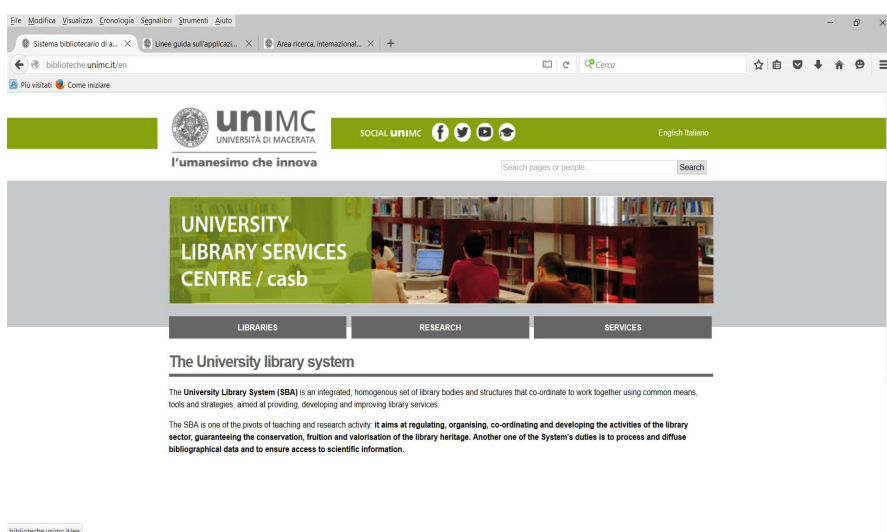 File Modifica Visualizza Cronologia Segnalibri Strumenti Aiuto
Sistema bibliotecario di a... × Linee guida sull'applicazi... × Area ricerca, internazional... × +
biblioteche.unimc.it/en Cerca
Più visitati Come iniziare
unIMC
UNIVERSITÀ DI MACERATA
l'umanesimo che innova
SOCIAL unIMC
English Italiano
Search pages or people... Search
UNIVERSITY
LIBRARY SERVICES
CENTRE / casb
LIBRARIES RESEARCH SERVICES
The University library system
The University Library System (SBA) is an integrated, homogenous set of library bodies and structures that co-ordinate to work together using common means,
tools and strategies, aimed at providing, developing and improving library services.
The SBA is one of the pivots of teaching and research activity: it aims at regulating, organising, co-ordinating and developing the activities of the library
sector, guaranteeing the conservation, fruition and valorisation of the library heritage. Another one of the System's duties is to process and diffuse
bibliographical data and to ensure access to scientific information.
biblioteche.unimc.it/en